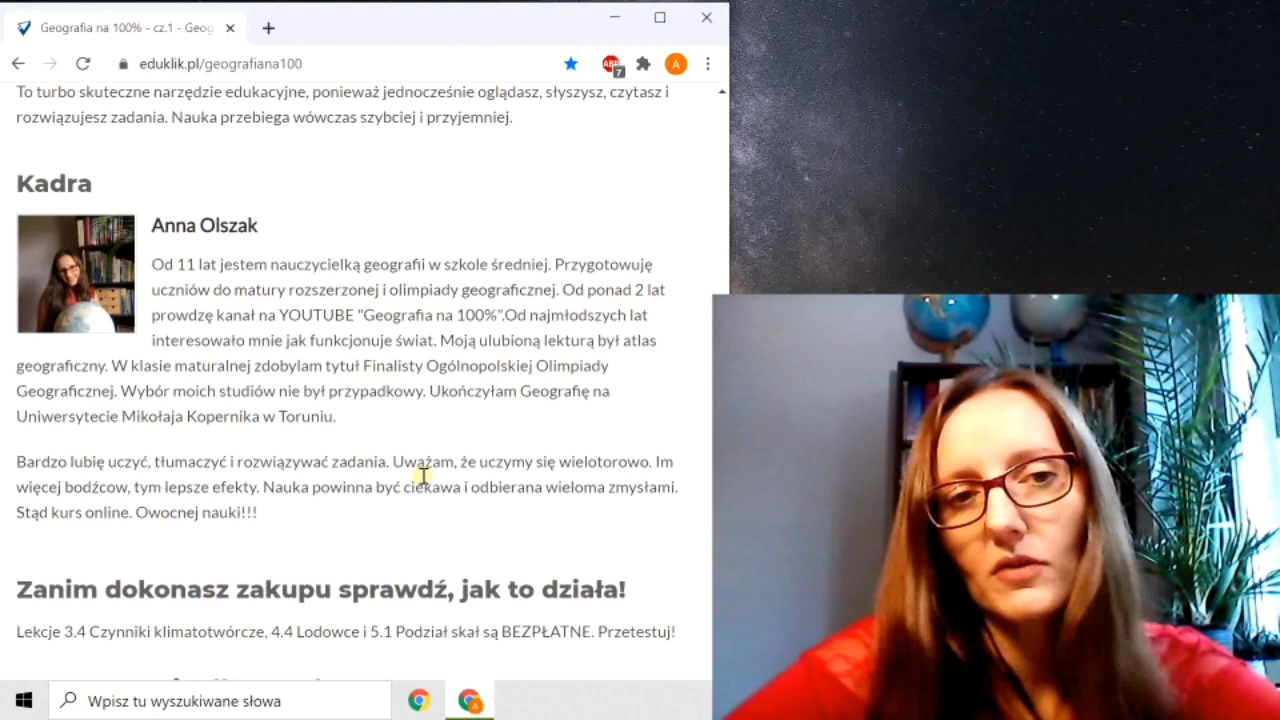 Geografia na 100% - cz.1 - Geog
eduklik.pl/geografiana100
ABP
7
A
To turbo skuteczne narzędzie edukacyjne, ponieważ jednocześnie oglądasz, słyszysz, czytasz i
rozwiązujesz zadania. Nauka przebiega wówczas szybciej i przyjemniej.
Kadra
Anna Olszak
Od 11 lat jestem nauczycielką geografii w szkole średniej. Przygotowuję
uczniów do matury rozszerzonej i olimpiady geograficznej. Od ponad 2 lat
prowdzę kanał na YOUTUBE "Geografia na 100%".Od najmłodszych lat
interesowało mnie jak funkcjonuje świat. Moją ulubioną lekturą był atlas
geograficzny. W klasie maturalnej zdobylam tytuł Finalisty Ogólnopolskiej Olimpiady
Geograficznej. Wybór moich studiów nie był przypadkowy. Ukończyłam Geografię na
Uniwersytecie Mikołaja Kopernika w Toruniu.
Bardzo lubię uczyć, tłumaczyć i rozwiązywać zadania. Uważam, że uczymy się wielotorowo. Im
więcej bodźcow, tym lepsze efekty. Nauka powinna być ciekawa i odbierana wieloma zmysłami.
Stąd kurs online. Owocnej nauki!!!
Zanim dokonasz zakupu sprawdź, jak to działa!
Lekcje 3.4 Czynniki klimatotwórcze, 4.4 Lodowce i 5.1 Podział skał są BEZPŁATNE. Przetestuj!
Wpisz tu wyszukiwane słowa
A